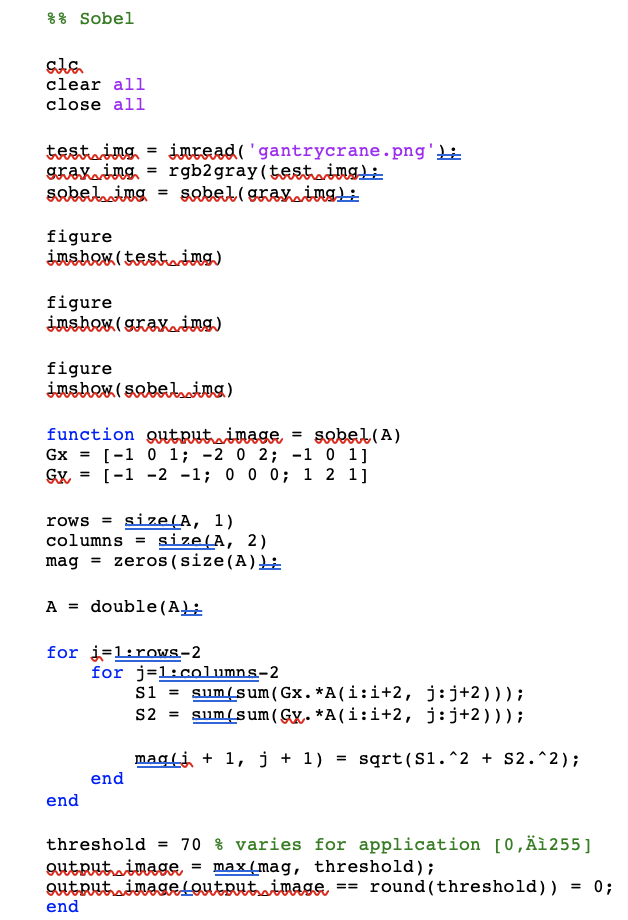 %% Sobel
clc
clear all
close all
test_img = imread('gantrycrane.png');
gray_img = rgb2gray(test_img);
sobel_img = sobel(gray_img);
figure
imshow(test_img)
figure
imshow(gray_img)
figure
imshow(sobel_img)
function output_image = sobel(A)
Gx = [-1 0 1; -2 0 2; -1 0 1]
Gy = [-1 -2 -1; 0 0 0; 1 2 1]
rows = size(A, 1)
columns = size(A, 2)
mag = zeros(size(A));
A = double(A);
for i=1:rows-2
    for j=1:columns-2
        S1 = sum(sum(Gx.*A(i:i+2, j:j+2)));
        S2 = sum(sum(Gy.*A(i:i+2, j:j+2)));
        mag(i + 1, j + 1) = sqrt(S1.^2 + S2.^2);
    end
end
threshold = 70 % varies for application [0‚Äì255]
output_image = max(mag, threshold);
output_image(output_image == round(threshold)) = 0;
end